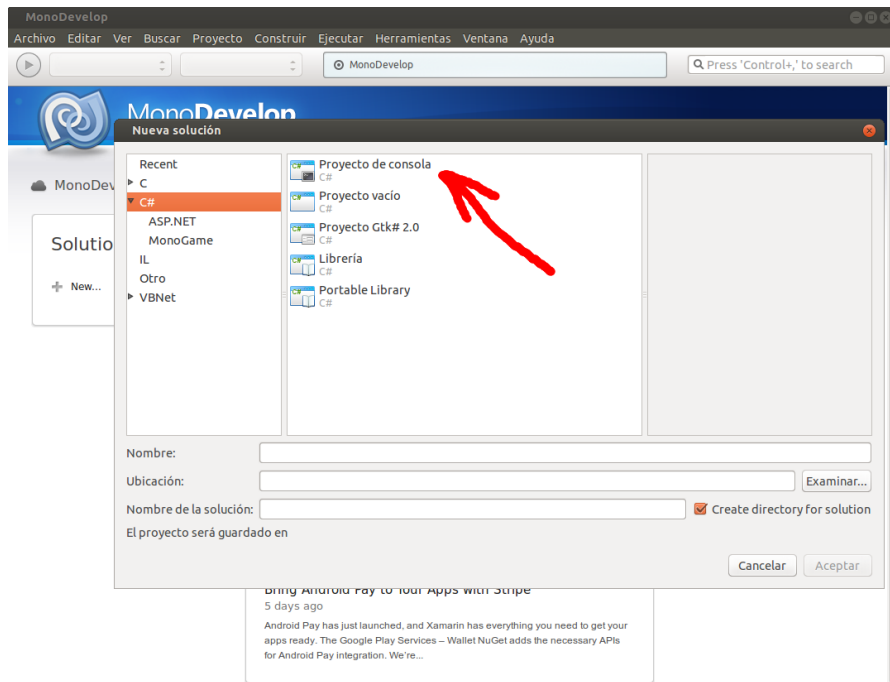 MonoDevelop
Archivo Editar Ver Buscar Proyecto Construir Ejecutar Herramientas Ventana Ayuda
MonoDevelop
Press 'Control+,' to search
MonoDevelop
Nueva solución
MonoDev
Solutio
New...
Recent
C
C#
ASP.NET
MonoGame
IL
Otro
VBNet
Proyecto de consola
C#
Proyecto vacío
C#
Proyecto Gtk# 2.0
C#
Librería
C#
Portable Library
C#
Nombre:
Ubicación:
Examinar...
Nombre de la solución:
Create directory for solution
El proyecto será guardado en
Cancelar
Aceptar
Bring Android Pay to Your Apps with Stripe
5 days ago
Android Pay has just launched, and Xamarin has everything you need to get your
apps ready. The Google Play Services – Wallet NuGet adds the necessary APIs
for Android Pay integration. We're...